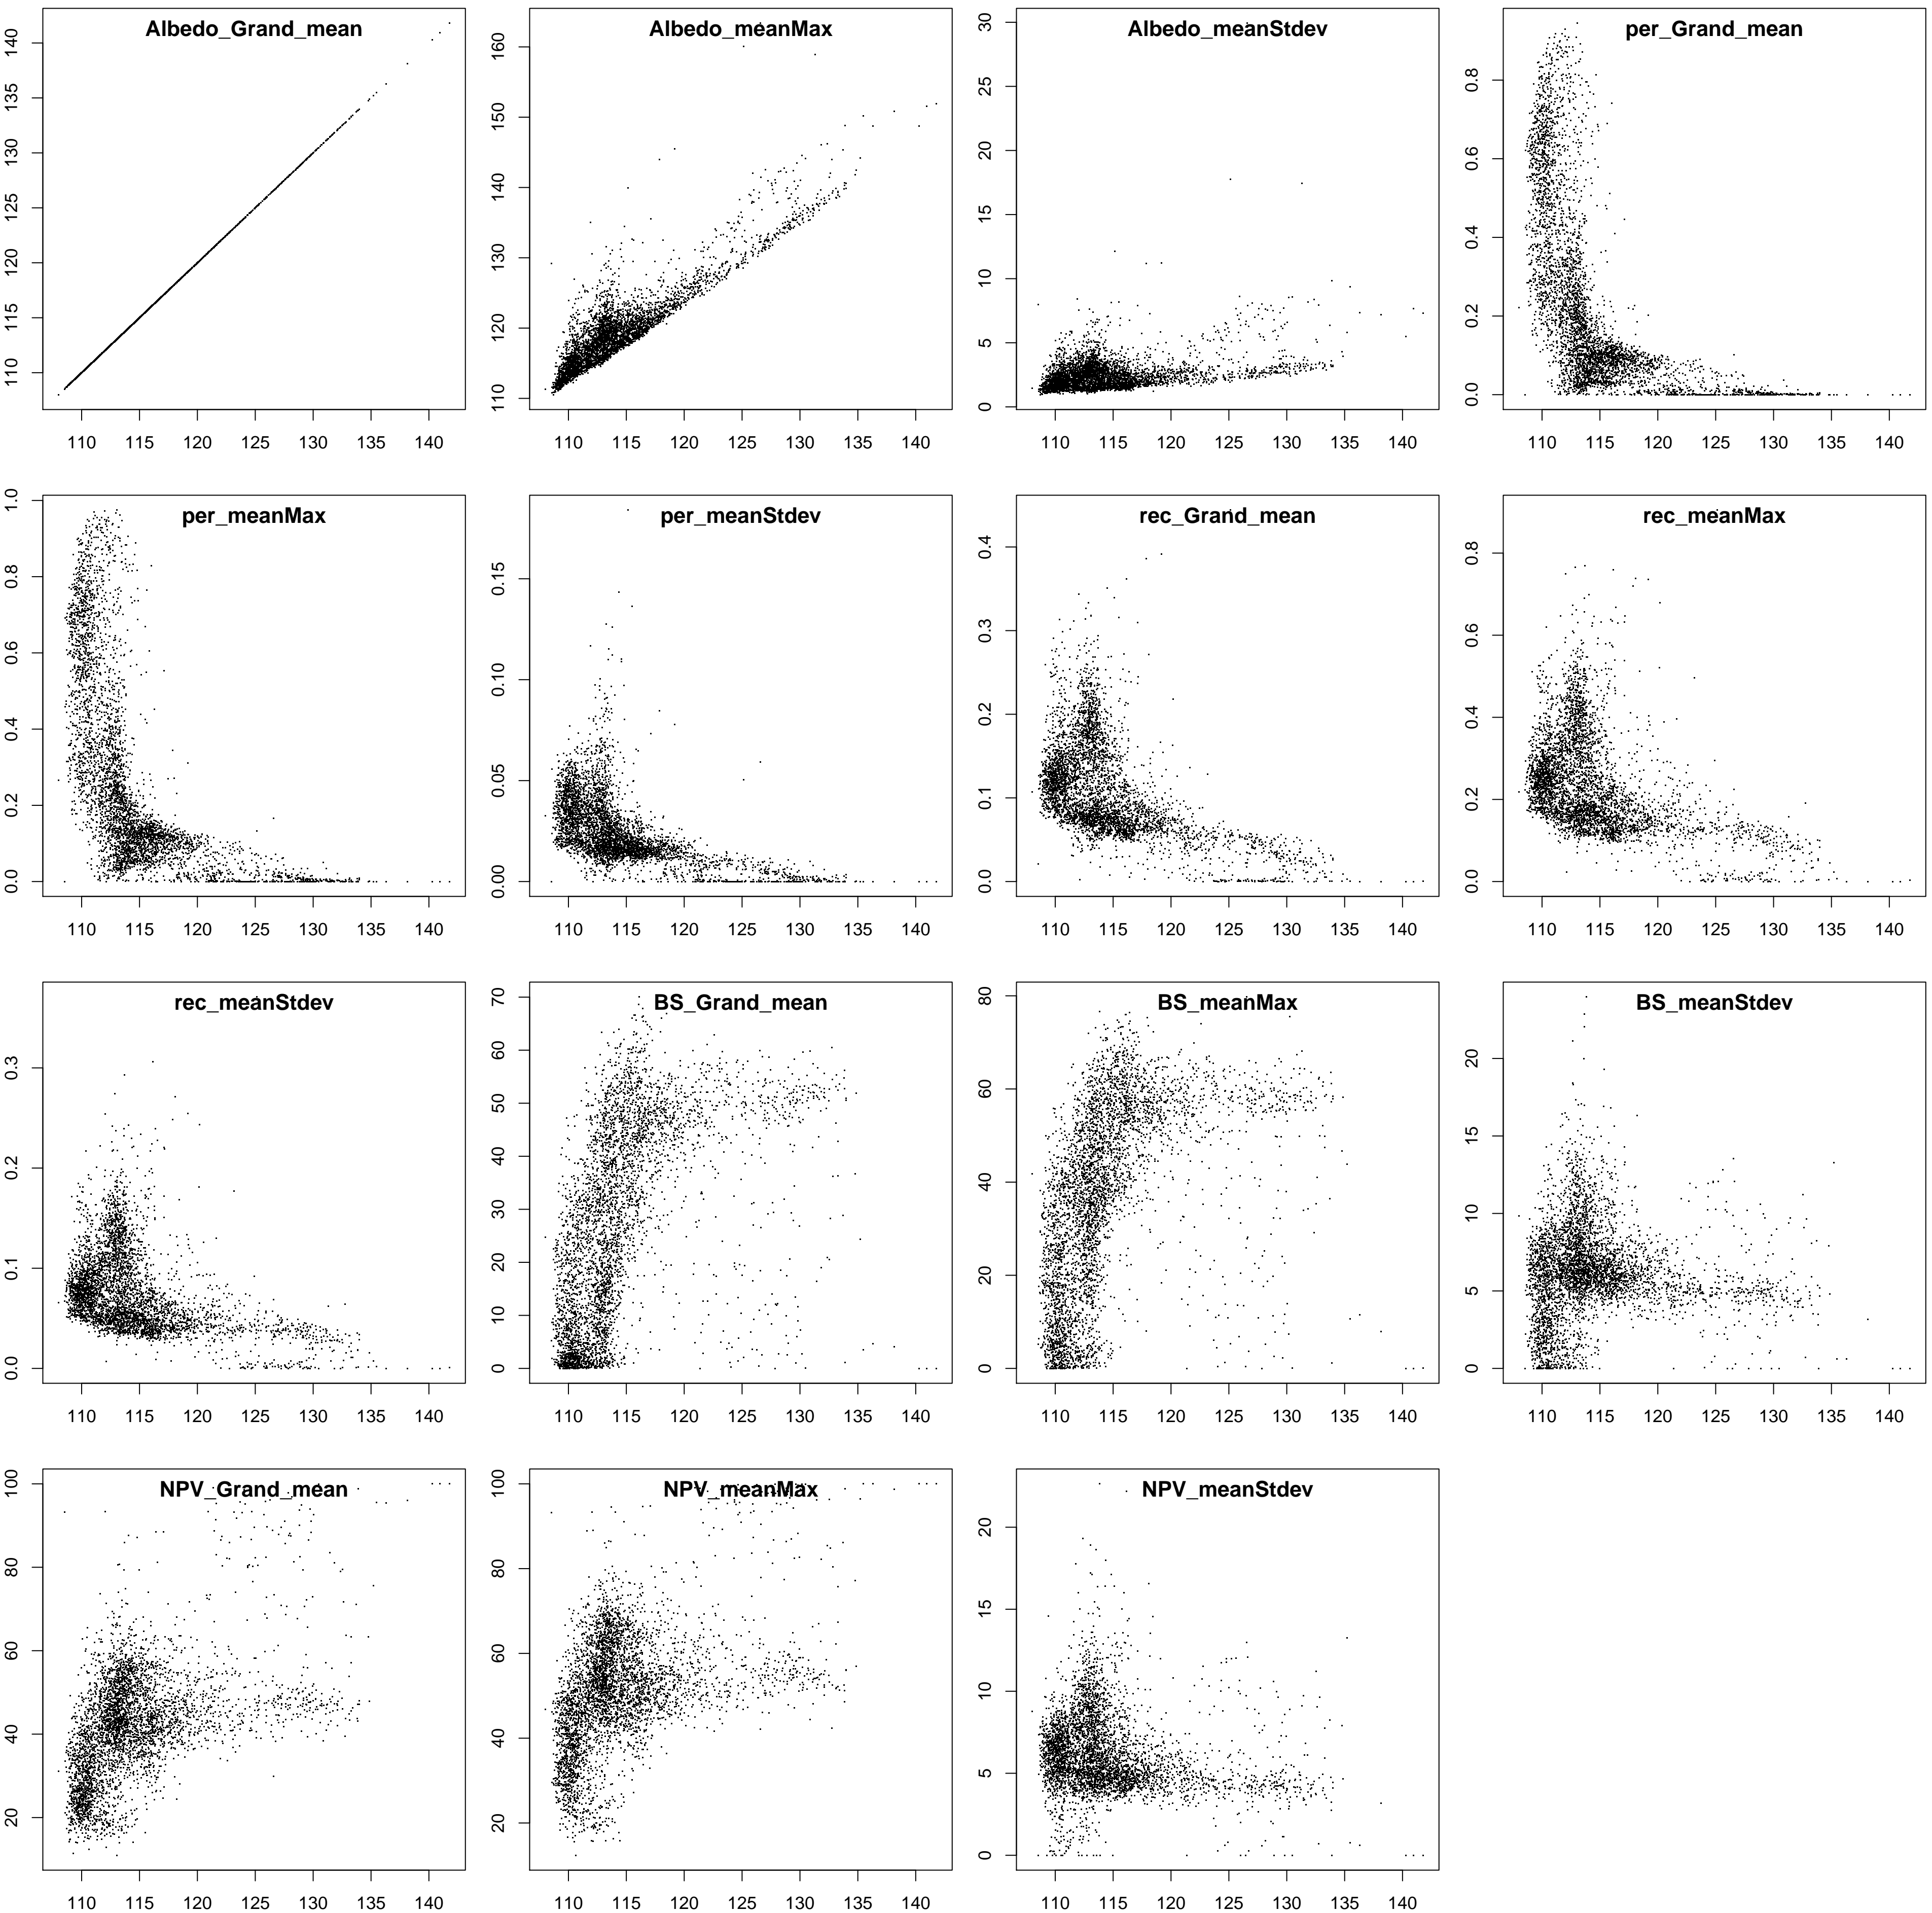 Albedo_Grand_mean
110 115 120 125 130 135 140
110 115 120 125 130 135 140
Albedo_meanMax
110 120 130 140 150 160
110 115 120 125 130 135 140
Albedo_meanStdev
0 5 10 15 20 25 30
110 115 120 125 130 135 140
per_Grand_mean
0.0 0.2 0.4 0.6 0.8
110 115 120 125 130 135 140
per_meanMax
0.0 0.2 0.4 0.6 0.8 1.0
110 115 120 125 130 135 140
per_meanStdev
0.00 0.05 0.10 0.15
110 115 120 125 130 135 140
rec_Grand_mean
0.0 0.1 0.2 0.3 0.4
110 115 120 125 130 135 140
rec_meanMax
0.0 0.2 0.4 0.6 0.8
110 115 120 125 130 135 140
rec_meanStdev
0.0 0.1 0.2 0.3
110 115 120 125 130 135 140
BS_Grand_mean
0 10 20 30 40 50 60 70
110 115 120 125 130 135 140
BS_meanMax
0 20 40 60 80
110 115 120 125 130 135 140
BS_meanStdev
0 5 10 15 20
110 115 120 125 130 135 140
NPV_Grand_mean
20 40 60 80 100
110 115 120 125 130 135 140
NPV_meanMax
20 40 60 80 100
110 115 120 125 130 135 140
NPV_meanStdev
0 5 10 15 20
110 115 120 125 130 135 140